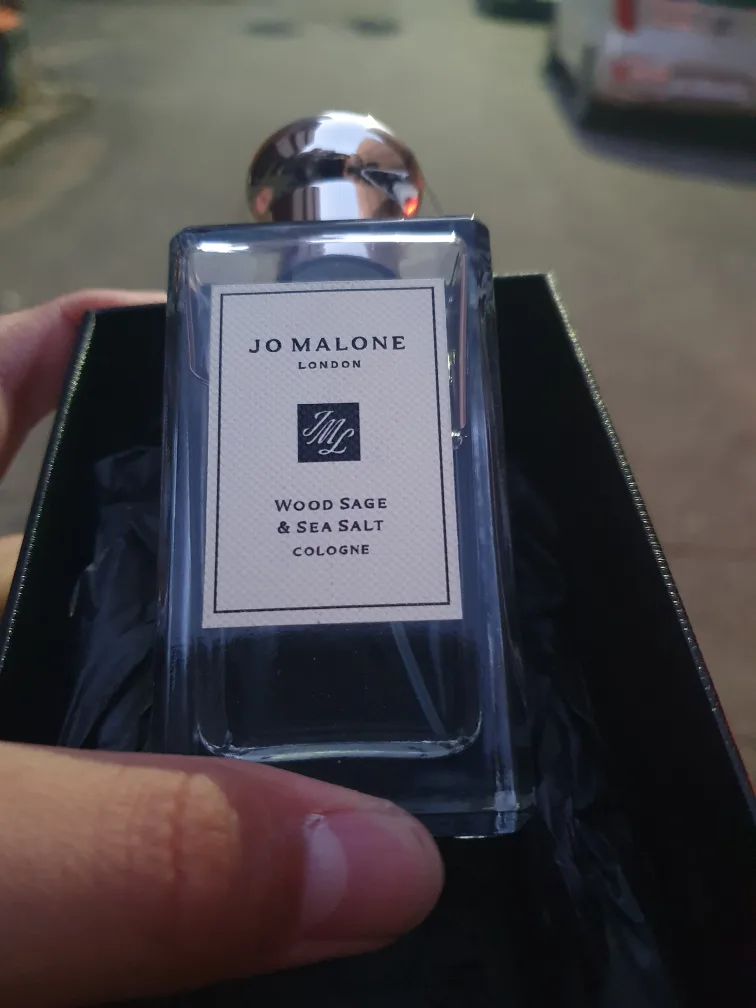 JO MALONE
LONDON
JML
WOOD SAGE
& SEA SALT
COLOGNE